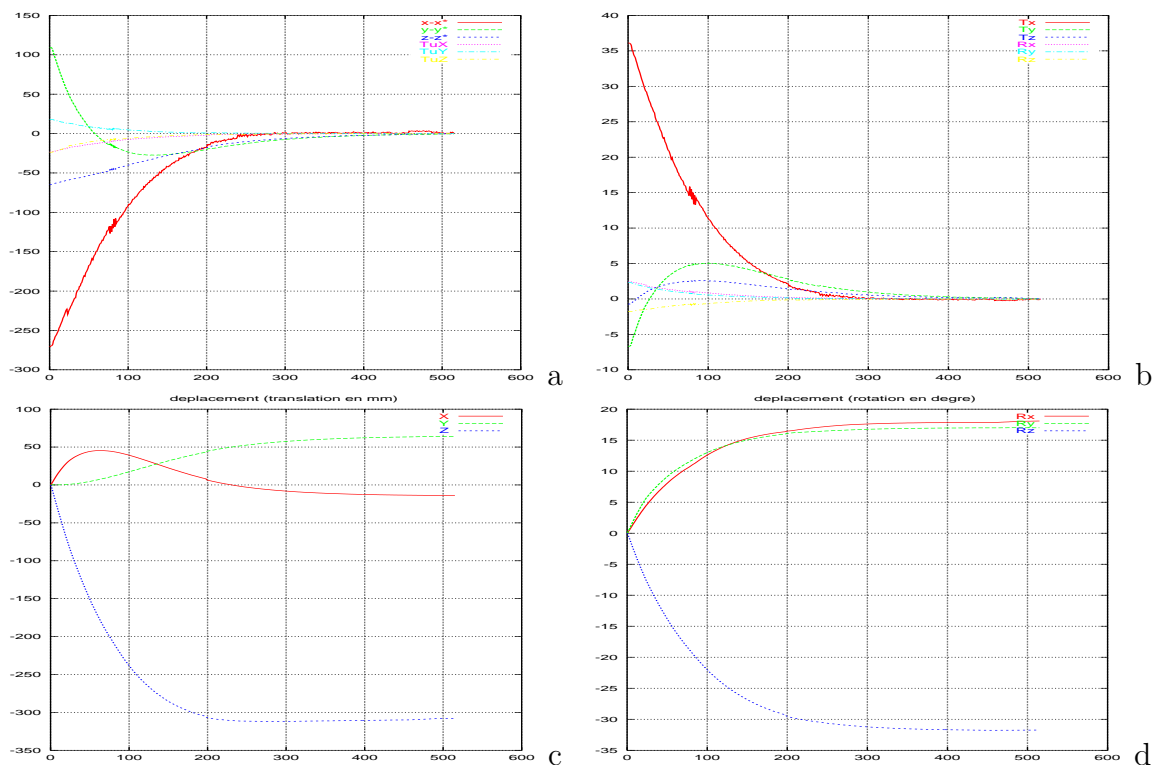 150
100
50
0
-50
-100
-150
-200
-250
-300
0 100 200 300 400 500 600
x-x*
y-y*
z-z*
TuX
TuY
TuZ
a
40
35
30
25
20
15
10
5
0
-5
-10
0 100 200 300 400 500 600
Tx
Ty
Tz
Rx
Ry
Rz
b
deplacement (translation en mm)
100
50
0
-50
-100
-150
-200
-250
-300
-350
0 100 200 300 400 500 600
X
Y
Z
c
deplacement (rotation en degre)
20
15
10
5
0
-5
-10
-15
-20
-25
-30
-35
0 100 200 300 400 500 600
Rx
Ry
Rz
d